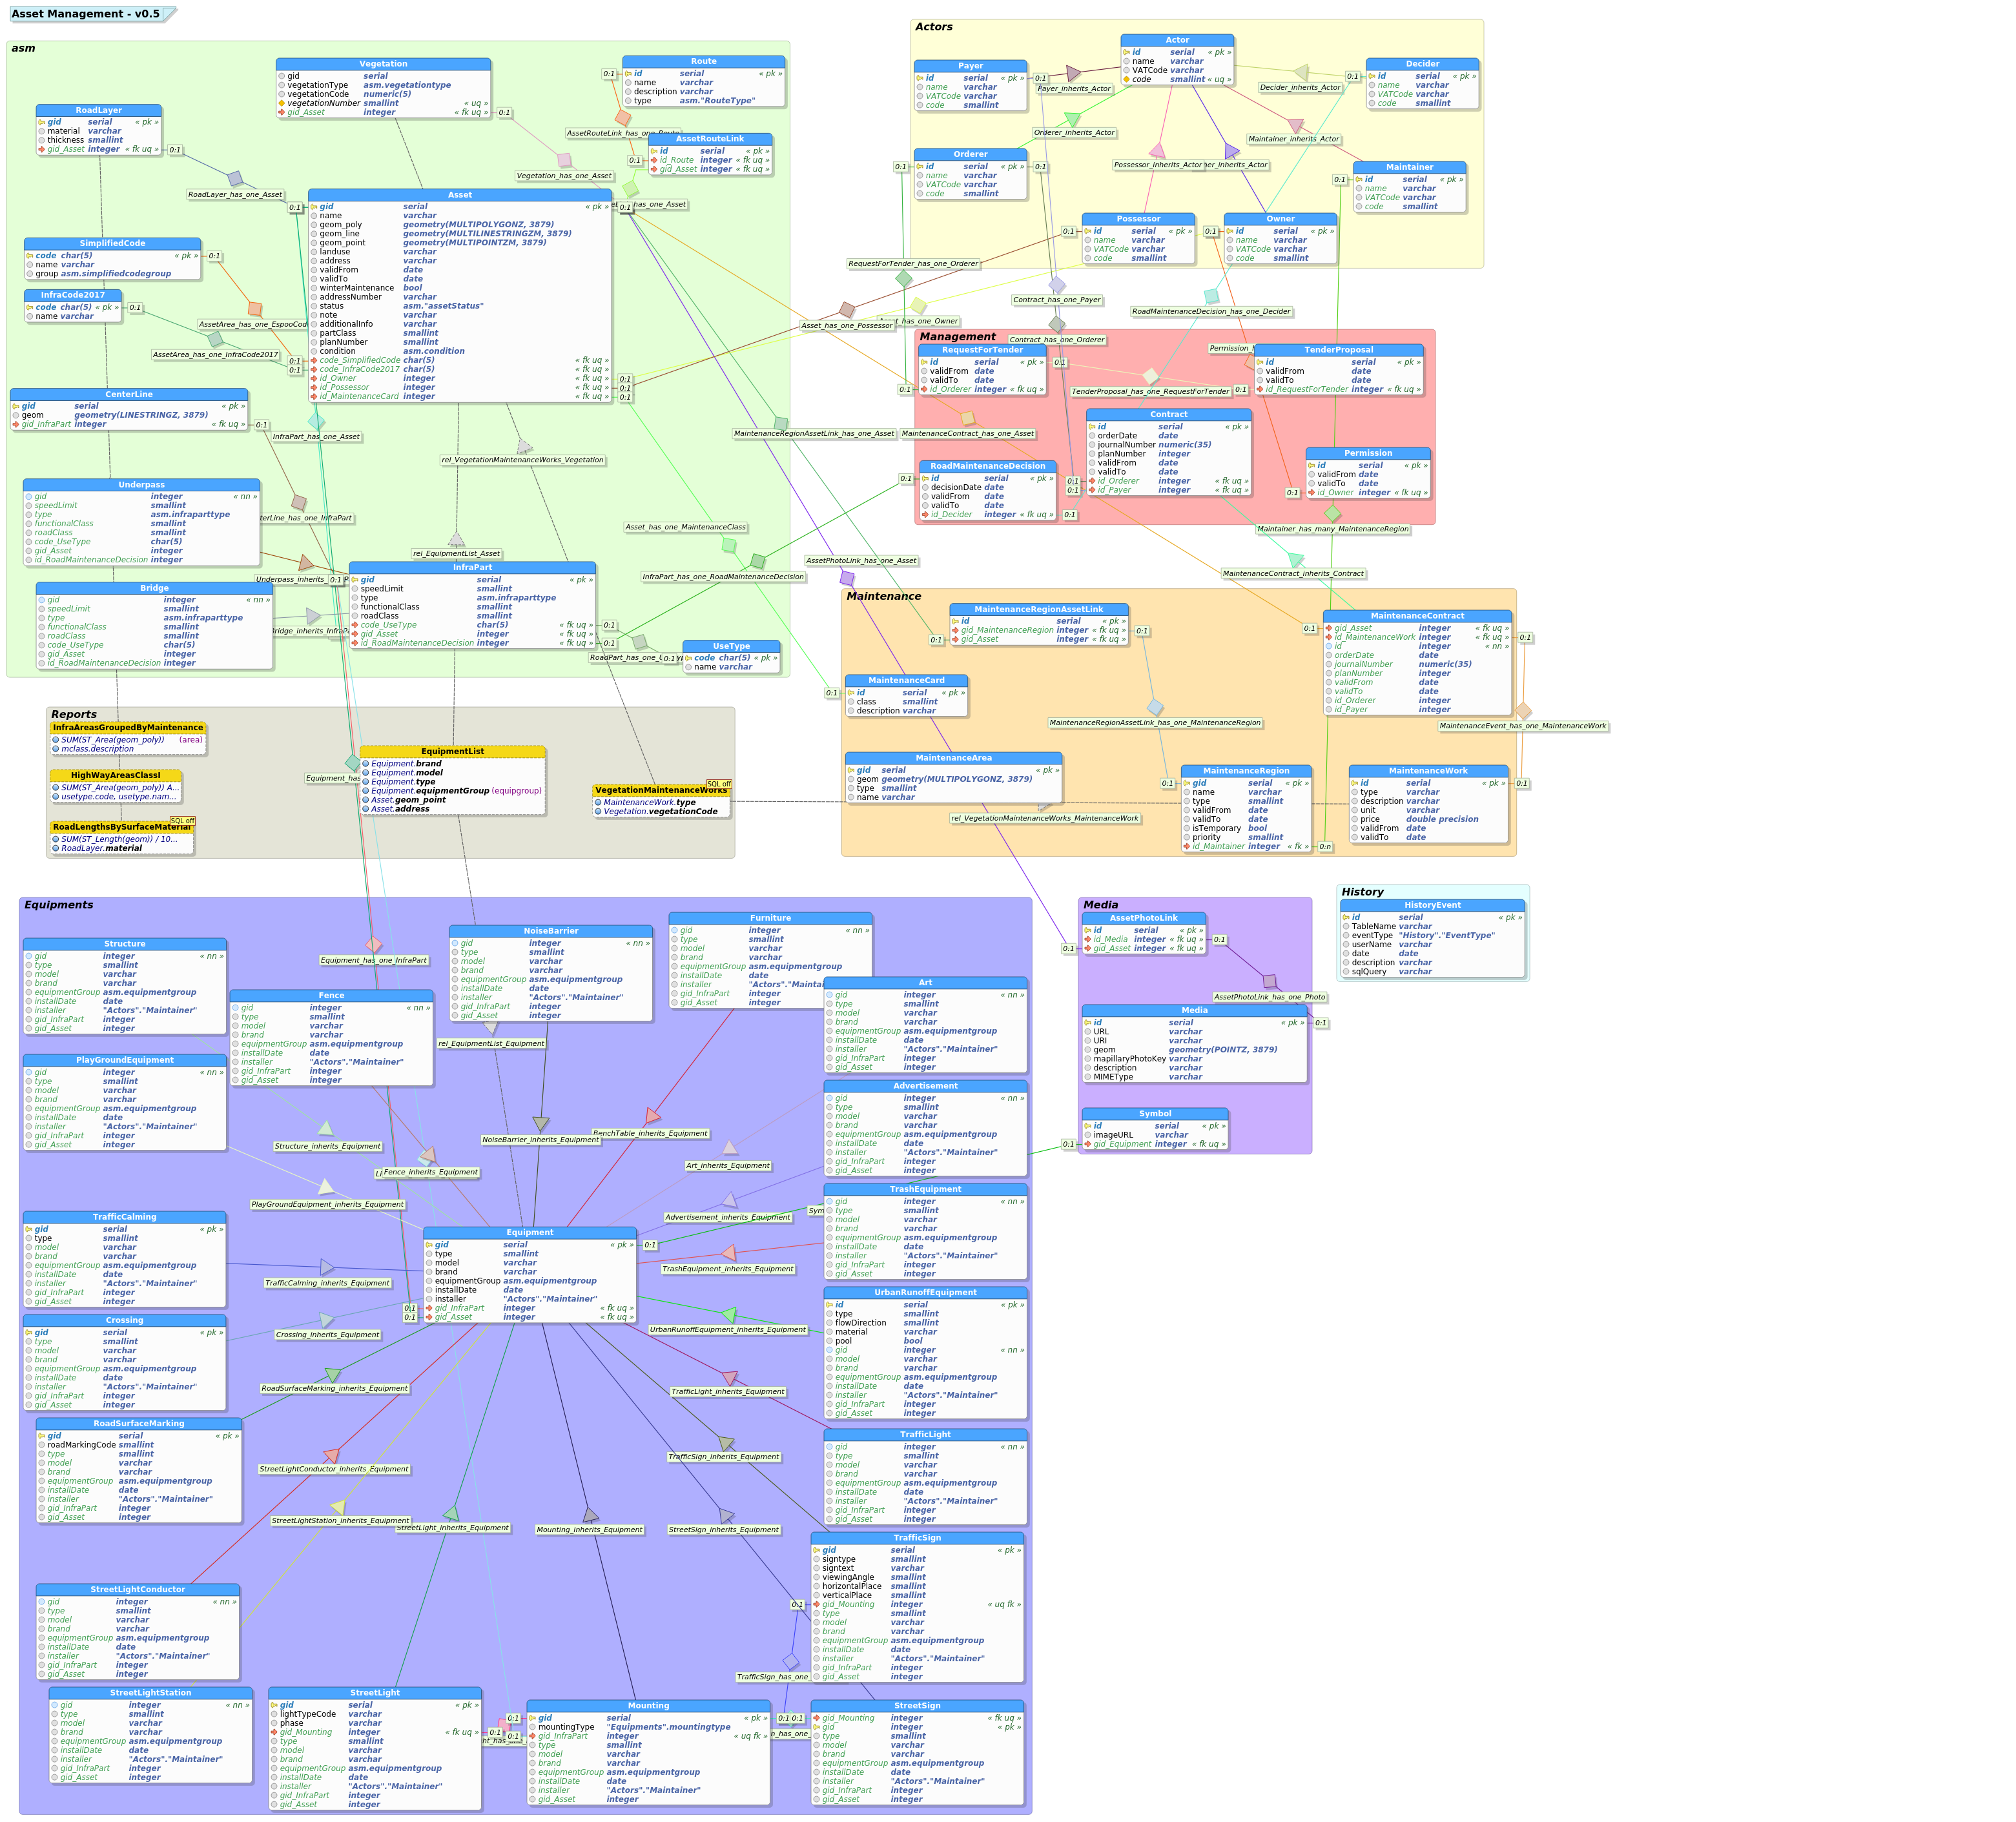 Asset Management - v0.5
asm
Vegetation
gid serial
vegetationType asm.vegetationtype
vegetationCode numeric(5)
vegetationNumber smallint « uq »
gid_Asset integer « fk uq »
Route
id serial « pk »
name varchar
description varchar
type asm."RouteType"
AssetRouteLink
id serial « pk »
id_Route integer « fk uq »
gid_Asset integer « fk uq »
RoadLayer
gid serial « pk »
material varchar
thickness smallint
gid_Asset integer « fk uq »
Vegetation_has_one_Asset
RoadLayer_has_one_Asset
Asset
gid serial « pk »
name varchar
geom_poly geometry(MULTIPOLYGONZ, 3879)
geom_line geometry(MULTILINESTRINGZM, 3879)
geom_point geometry(MULTIPOINTZM, 3879)
landuse varchar
address varchar
validFrom date
validTo date
winterMaintenance bool
addressNumber varchar
status asm."assetStatus"
note varchar
additionalInfo varchar
partClass smallint
planNumber smallint
condition asm.condition
code_SimplifiedCode char(5) « fk uq »
code_InfraCode2017 char(5) « fk uq »
id_Owner integer « fk uq »
id_Possessor integer « fk uq »
id_MaintenanceCard integer « fk uq »
SimplifiedCode
code char(5) « pk »
name varchar
group asm.simplifiedcodegroup
InfraCode2017
code char(5) « pk »
name varchar
AssetArea_has_one_InfraCode2017
CenterLine
gid serial « pk »
geom geometry(LINESTRINGZ, 3879)
gid_InfraPart integer « fk uq »
InfraPart_has_one_Asset
rel_VegetationMaintenanceWorks_Vegetation
Underpass
gid integer « nn »
speedLimit smallint
type asm.infraparttype
functionalClass smallint
roadClass smallint
code_UseType char(5)
gid_Asset integer
id_RoadMaintenanceDecision integer
Asset_has_one_MaintenanceClass
rel_EquipmentList_Asset
Bridge
gid integer « nn »
speedLimit smallint
type asm.infraparttype
functionalClass smallint
roadClass smallint
code_UseType char(5)
gid_Asset integer
id_RoadMaintenanceDecision integer
InfraPart
gid serial « pk »
speedLimit smallint
type asm.infraparttype
functionalClass smallint
roadClass smallint
code_UseType char(5) « fk uq »
gid_Asset integer « fk uq »
id_RoadMaintenanceDecision integer « fk uq »
InfraPart_has_one_RoadMaintenanceDecision
UseType
code char(5) « pk »
name varchar
Actors
Actor
id serial « pk »
name varchar
VATCode varchar
code smallint « uq »
Payer
id serial « pk »
name varchar
VATCode varchar
code smallint
Payer_inherits_Actor
Decider_inherits_Actor
Decider
id serial « pk »
name varchar
VATCode varchar
code smallint
Orderer_inherits_Actor
Maintainer_inherits_Actor
Orderer
id serial « pk »
name varchar
VATCode varchar
code smallint
Possessor_inherits_Actor
Maintainer
id serial « pk »
name varchar
VATCode varchar
code smallint
Possessor
id serial « pk »
name varchar
VATCode varchar
code smallint
Owner
id serial « pk »
name varchar
VATCode varchar
code smallint
RequestForTender_has_one_Orderer
Contract_has_one_Payer
RoadMaintenanceDecision_has_one_Decider
Asset_has_one_Possessor
Contract_has_one_Orderer
Management
RequestForTender
id serial « pk »
validFrom date
validTo date
id_Orderer integer « fk uq »
TenderProposal
id serial « pk »
validFrom date
validTo date
id_RequestForTender integer « fk uq »
TenderProposal_has_one_RequestForTender
Contract
id serial « pk »
orderDate date
journalNumber numeric(35)
planNumber integer
validFrom date
validTo date
id_Orderer integer « fk uq »
id_Payer integer « fk uq »
MaintenanceRegionAssetLink_has_one_Asset
MaintenanceContract_has_one_Asset
RoadMaintenanceDecision
id serial « pk »
decisionDate date
validFrom date
validTo date
id_Decider integer « fk uq »
Permission
id serial « pk »
validFrom date
validTo date
id_Owner integer « fk uq »
Maintainer_has_many_MaintenanceRegion
AssetPhotoLink_has_one_Asset
MaintenanceContract_inherits_Contract
Maintenance
MaintenanceRegionAssetLink
id serial « pk »
gid_MaintenanceRegion integer « fk uq »
gid_Asset integer « fk uq »
MaintenanceContract
gid_Asset integer « fk uq »
id_MaintenanceWork integer « fk uq »
id integer « nn »
orderDate date
journalNumber numeric(35)
planNumber integer
validFrom date
validTo date
id_Orderer integer
id_Payer integer
MaintenanceCard
id serial « pk »
class smallint
description varchar
MaintenanceRegionAssetLink_has_one_MaintenanceRegion
MaintenanceEvent_has_one_MaintenanceWork
MaintenanceArea
gid serial « pk »
geom geometry(MULTIPOLYGONZ, 3879)
type smallint
name varchar
MaintenanceRegion
gid serial « pk »
name varchar
type smallint
validFrom date
validTo date
isTemporary bool
priority smallint
id_Maintainer integer « fk »
MaintenanceWork
id serial « pk »
type varchar
description varchar
unit varchar
price double precision
validFrom date
validTo date
rel_VegetationMaintenanceWorks_MaintenanceWork
Reports
InfraAreasGroupedByMaintenance
SUM(ST_Area(geom_poly)) (area)
mclass.description
HighWayAreasClassI
SUM(ST_Area(geom_poly)) A...
usetype.code, usetype.nam...
SQL off
RoadLengthsBySurfaceMaterial
SUM(ST_Length(geom)) / 10...
RoadLayer.material
EquipmentList
Equipment.brand
Equipment.model
Equipment.type
Equipment.equipmentGroup (equipgroup)
Asset.geom_point
Asset.address
SQL off
VegetationMaintenanceWorks
MaintenanceWork.type
Vegetation.vegetationCode
Equipments
Structure
gid integer « nn »
type smallint
model varchar
brand varchar
equipmentGroup asm.equipmentgroup
installDate date
installer "Actors"."Maintainer"
gid_InfraPart integer
gid_Asset integer
Equipment_has_one_InfraPart
NoiseBarrier
gid integer « nn »
type smallint
model varchar
brand varchar
equipmentGroup asm.equipmentgroup
installDate date
installer "Actors"."Maintainer"
gid_InfraPart integer
gid_Asset integer
Furniture
gid integer « nn »
type smallint
model varchar
brand varchar
equipmentGroup asm.equipmentgroup
installDate date
installer
gid_InfraPart integer
gid_Asset integer
Fence
gid integer « nn »
type smallint
model varchar
brand varchar
equipmentGroup asm.equipmentgroup
installDate date
installer "Actors"."Maintainer"
gid_InfraPart integer
gid_Asset integer
Art
gid integer
type smallint
model varchar
brand varchar
equipmentGroup asm.equipmentgroup
installDate date
installer "Actors"."Maintainer"
gid_InfraPart integer
gid_Asset integer
rel_EquipmentList_Equipment
PlayGroundEquipment
gid integer « nn »
type smallint
model varchar
brand varchar
equipmentGroup asm.equipmentgroup
installDate date
installer "Actors"."Maintainer"
gid_InfraPart integer
gid_Asset integer
Advertisement
gid integer « nn »
type smallint
model varchar
brand varchar
equipmentGroup asm.equipmentgroup
installDate date
installer "Actors"."Maintainer"
gid_InfraPart integer
gid_Asset integer
Structure_inherits_Equipment
NoiseBarrier_inherits_Equipment
BenchTable_inherits_Equipment
Art_inherits_Equipment
Fence_inherits_Equipment
PlayGroundEquipment_inherits_Equipment
Advertisement_inherits_Equipment
TrashEquipment
gid integer « nn »
type smallint
model varchar
brand varchar
equipmentGroup asm.equipmentgroup
installDate date
installer "Actors"."Maintainer"
gid_InfraPart integer
gid_Asset integer
TrafficCalming
gid serial « pk »
type smallint
model varchar
brand varchar
equipmentGroup asm.equipmentgroup
installDate date
installer "Actors"."Maintainer"
gid_InfraPart integer
gid_Asset integer
Equipment
gid serial « pk »
type smallint
model varchar
brand varchar
equipmentGroup asm.equipmentgroup
installDate date
installer "Actors"."Maintainer"
gid_InfraPart integer « fk uq »
gid_Asset integer « fk uq »
TrafficCalming_inherits_Equipment
TrashEquipment_inherits_Equipment
Crossing
gid serial « pk »
type smallint
model varchar
brand varchar
equipmentGroup asm.equipmentgroup
installDate date
installer "Actors"."Maintainer"
gid_InfraPart integer
gid_Asset integer
Crossing_inherits_Equipment
UrbanRunoffEquipment_inherits_Equipment
UrbanRunoffEquipment
id serial « pk »
type smallint
flowDirection smallint
material varchar
pool bool
gid integer « nn »
model varchar
brand varchar
equipmentGroup asm.equipmentgroup
installDate date
installer "Actors"."Maintainer"
gid_InfraPart integer
gid_Asset integer
RoadSurfaceMarking_inherits_Equipment
TrafficLight_inherits_Equipment
RoadSurfaceMarking
gid serial « pk »
roadMarkingCode smallint
type smallint
model varchar
brand varchar
equipmentGroup asm.equipmentgroup
installDate date
installer "Actors"."Maintainer"
gid_InfraPart integer
gid_Asset integer
TrafficLight
gid integer « nn »
type smallint
model varchar
brand varchar
equipmentGroup asm.equipmentgroup
installDate date
installer "Actors"."Maintainer"
gid_InfraPart integer
gid_Asset integer
StreetLightConductor_inherits_Equipment
TrafficSign_inherits_Equipment
StreetLightStation_inherits_Equipment
StreetLight_inherits_Equipment
Mounting_inherits_Equipment
StreetSign_inherits_Equipment
TrafficSign
gid serial « pk »
signtype smallint
signtext varchar
viewingAngle smallint
horizontalPlace smallint
verticalPlace smallint
gid_Mounting integer « uq fk »
type smallint
model varchar
brand varchar
equipmentGroup asm.equipmentgroup
installDate date
installer "Actors"."Maintainer"
gid_InfraPart integer
gid_Asset integer
StreetLightConductor
gid integer « nn »
type smallint
model varchar
brand varchar
equipmentGroup asm.equipmentgroup
installDate date
installer "Actors"."Maintainer"
gid_InfraPart integer
gid_Asset integer
StreetLightStation
gid integer « nn »
type smallint
model varchar
brand varchar
equipmentGroup asm.equipmentgroup
installDate date
installer "Actors"."Maintainer"
gid_InfraPart integer
gid_Asset integer
StreetLight
gid serial « pk »
lightTypeCode smallint
phase varchar
gid_Mounting integer « fk uq »
type smallint
model varchar
brand varchar
equipmentGroup asm.equipmentgroup
installDate date
installer "Actors"."Maintainer"
gid_InfraPart integer
gid_Asset integer
Mounting
gid serial « pk »
mountingType "Equipments".mountingtype
gid_InfraPart integer « uq fk »
type smallint
model varchar
brand varchar
equipmentGroup asm.equipmentgroup
installDate date
installer "Actors"."Maintainer"
gid_Asset integer
StreetSign
gid_Mounting integer « fk uq »
gid integer « pk »
type smallint
model varchar
brand varchar
equipmentGroup asm.equipmentgroup
installDate date
installer "Actors"."Maintainer"
gid_InfraPart integer
gid_Asset integer
Media
AssetPhotoLink
id serial « pk »
id_Media integer « fk uq »
gid_Asset integer « fk uq »
AssetPhotoLink_has_one_Photo
Media
id serial « pk »
URL varchar
URI varchar
geom geometry(POINTZ, 3879)
mapillaryPhotoKey varchar
description varchar
MIMEType varchar
Symbol
id serial « pk »
imageURL varchar
gid_Equipment integer « fk uq »
History
HistoryEvent
id serial « pk »
TableName varchar
eventType "History"."EventType"
userName varchar
date date
description varchar
sqlQuery varchar